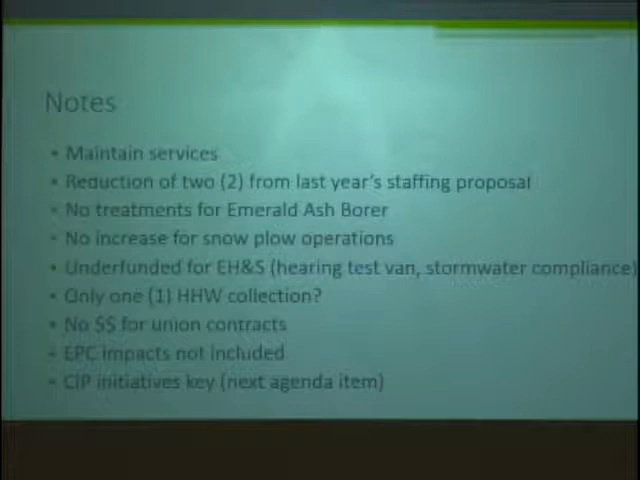 Notes
• Maintain services
• Reduction of two (2) from last year's staffing proposal
• No treatments for Emerald Ash Borer
• No increase for snow plow operations
• Underfunded for EH&S (hearing test van, stormwater compliance)
• Only one (1) HHW collection?
• No $$ for union contracts
• EPC impacts not included
• CIP initiatives key (next agenda item)